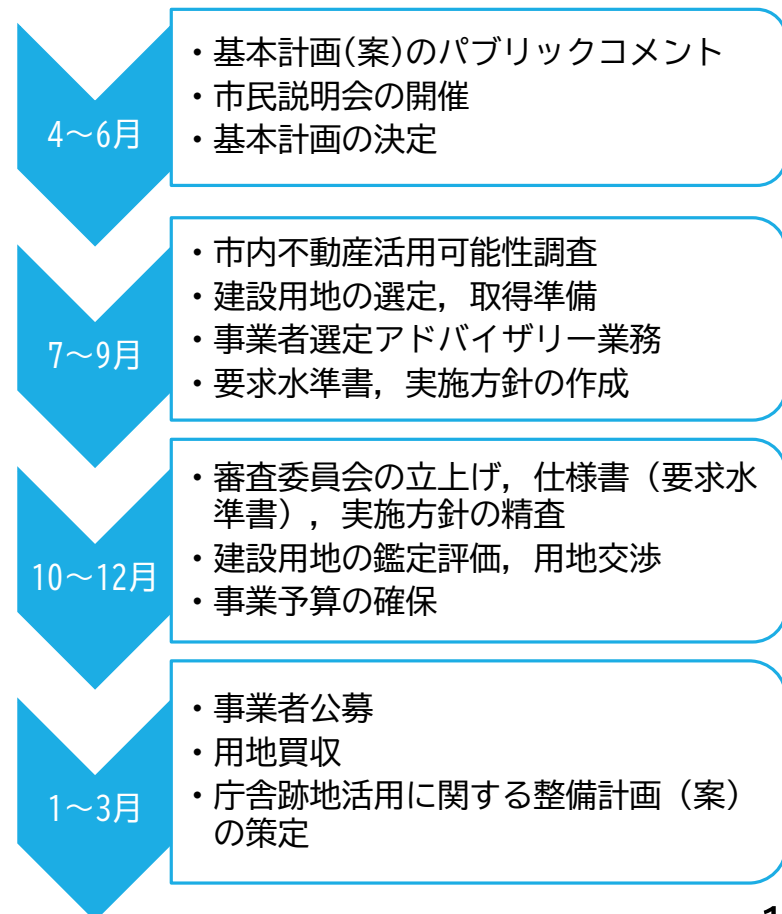 4～6月
・基本計画(案)のパブリックコメント
・市民説明会の開催
・基本計画の決定
7～9月
・市内不動産活用可能性調査
・建設用地の選定，取得準備
・事業者選定アドバイザリー業務
・要求水準書，実施方針の作成
10～12月
・審査委員会の立上げ，仕様書（要求水
準書），実施方針の精査
・建設用地の鑑定評価，用地交渉
・事業予算の確保
1～3月
・事業者公募
・用地買収
・庁舎跡地活用に関する整備計画（案）
の策定